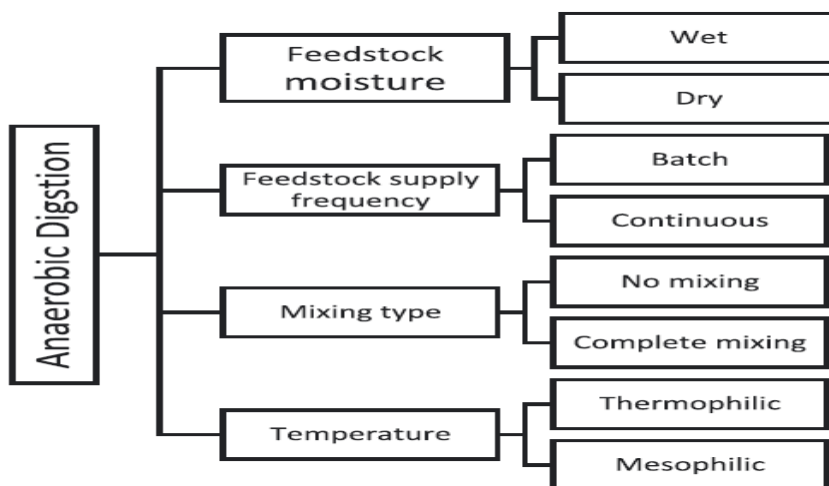 Anaerobic Digstion
Feedstock
moisture
Wet
Dry
Feedstock supply
frequency
Batch
Continuous
Mixing type
No mixing
Complete mixing
Temperature
Thermophilic
Mesophilic